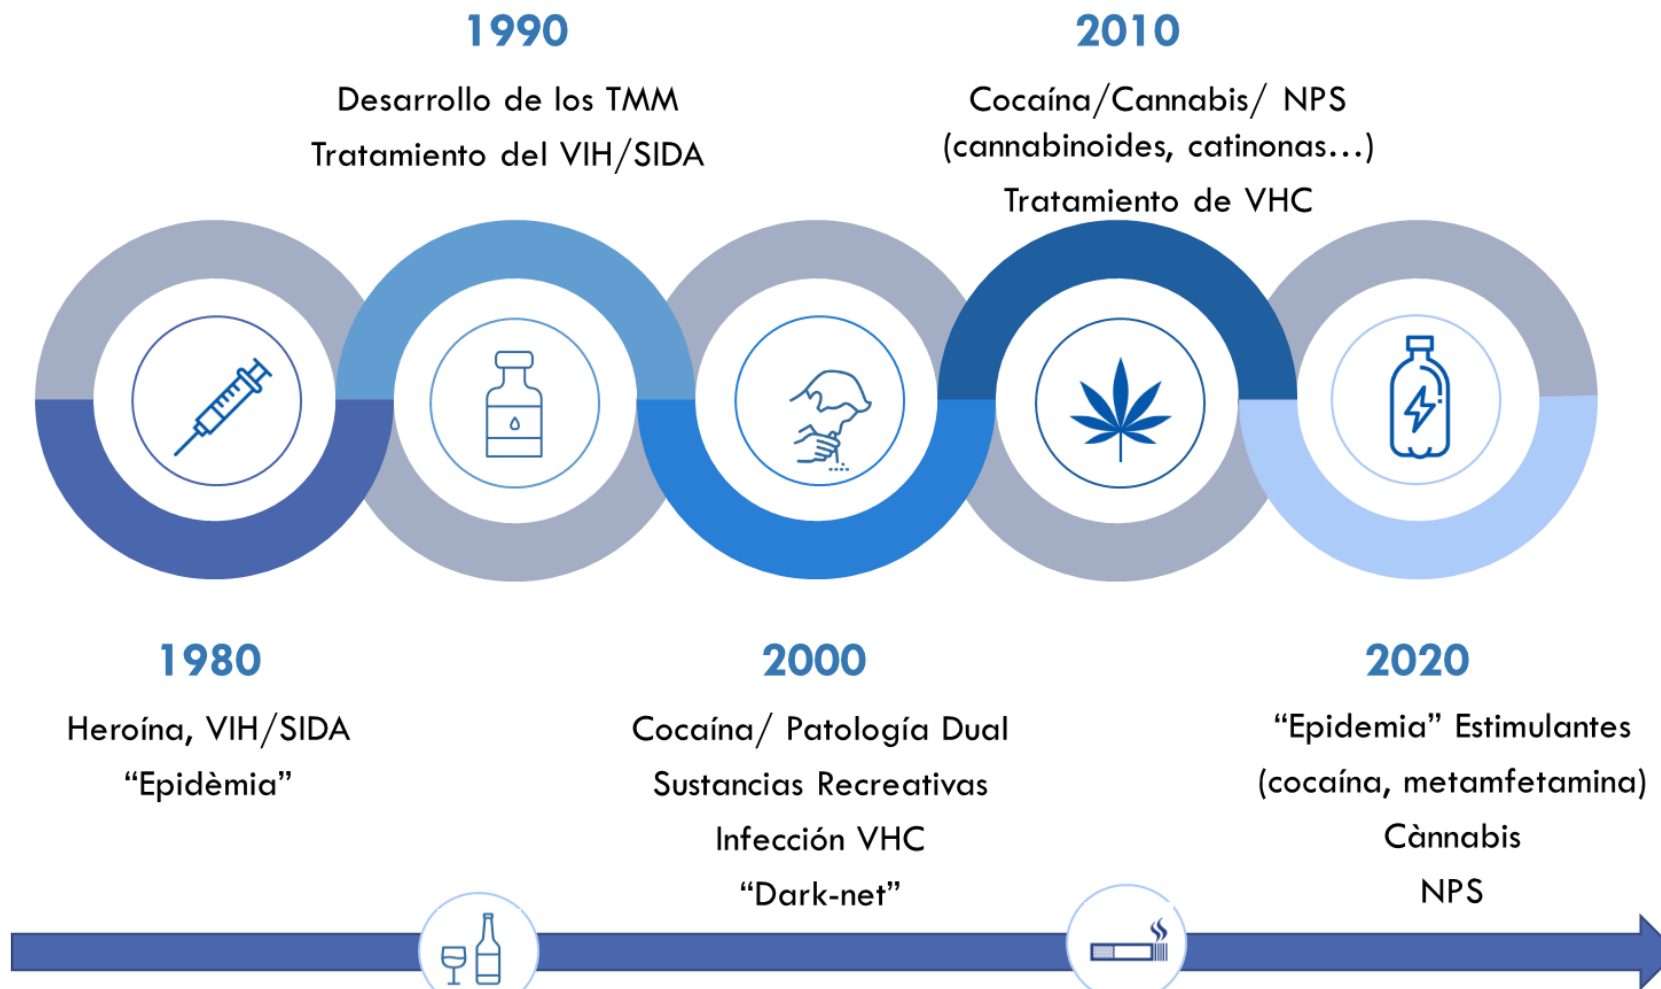 1990
Desarrollo de los TMM
Tratamiento del VIH/SIDA
2010
Cocaína/Cannabis/ NPS
(cannabinoides, catinonas...)
Tratamiento de VHC
1980
Heroína, VIH/SIDA
“Epidèmia”
2000
Cocaína/ Patología Dual
Sustancias Recreativas
Infección VHC
“Dark-net”
2020
“Epidemia” Estimulantes
(cocaína, metamfetamina)
Cànnabis
NPS